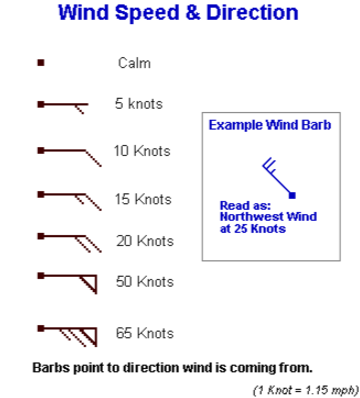 Wind Speed & Direction
Calm
5 knots
10 Knots
15 Knots
20 Knots
50 Knots
65 Knots
Example Wind Barb
Read as:
Northwest Wind
at 25 Knots
Barbs point to direction wind is coming from.
(1 Knot = 1.15 mph)